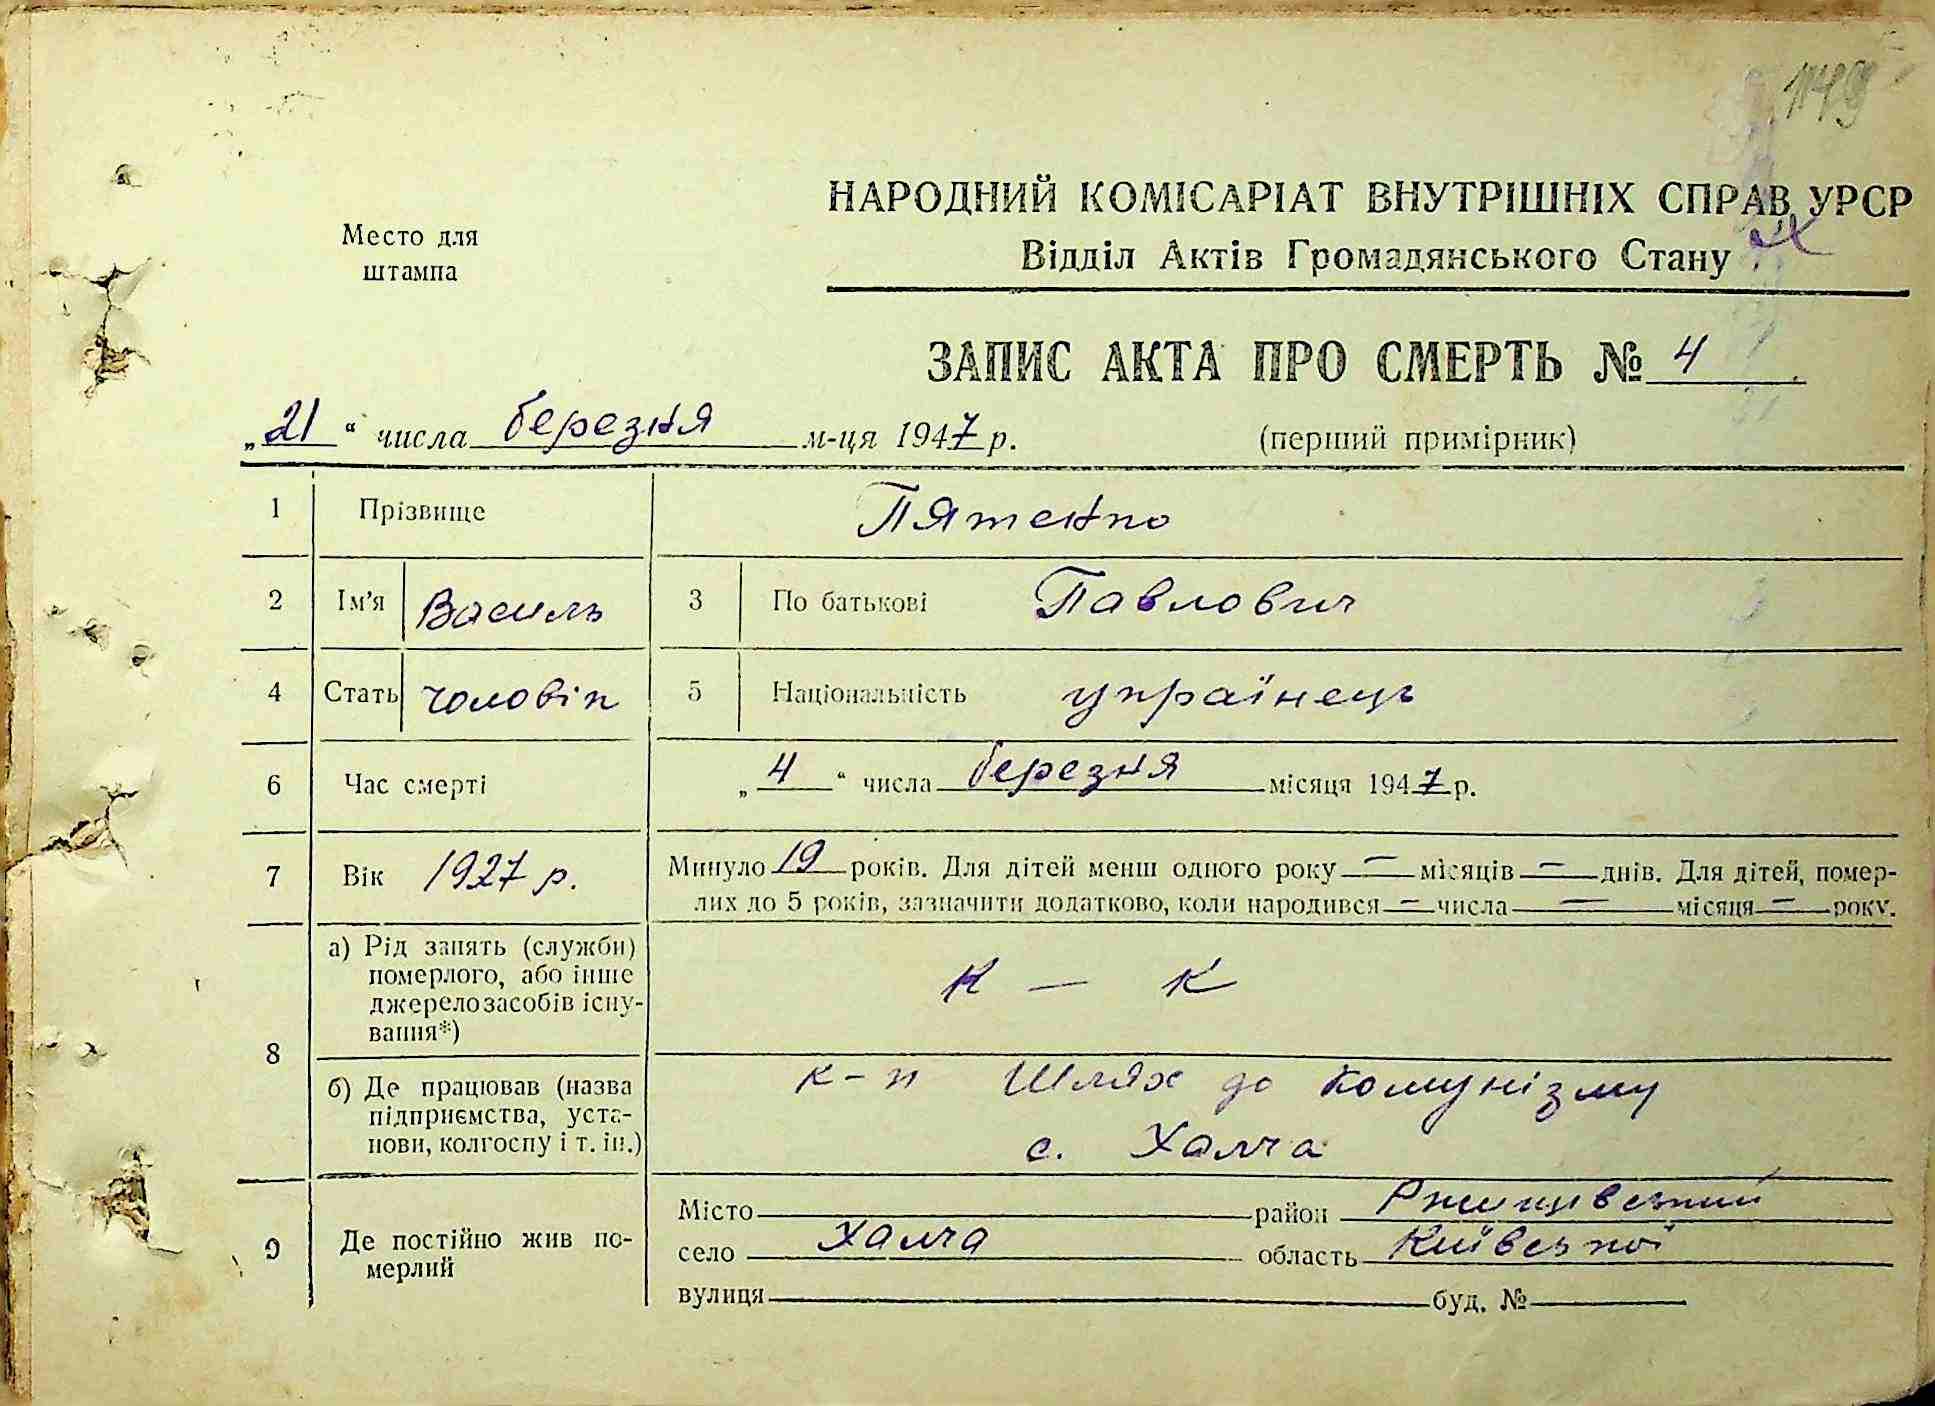 1149
НАРОДНИЙ КОМІСАРІАТ ВНУТРІШНІХ СПРАВ УРСР
Место для
штампа
Відділ Актів Громадянського Стану
ЗАПИС АКТА ПРО СМЕРТЬ № 4
„21“ числа березня м-ця 1947 р. (перший примірник)
1 Прізвище Пятенко
2 Ім'я Василь 3 По батькові Павлович
4 Стать чоловік 5 Національність українець
6 Час смерті „4“ числа березня місяця 1947 р.
7 Вік 1927 р. Минуло 19 років. Для дітей менш одного року — місяців — днів. Для дітей, помер-
лих до 5 років, зазначити додатково, коли народився — числа — місяця — року.
8 а) Рід занять (служби)
померлого, або інше
джерело засобів існу-
вання*)
к — к
б) Де працював (назва
підприємства, уста-
нови, колгоспу і т. ін.)
к-п Шлях до комунізму
с. Халча
9 Де постійно жив по-
мерлий
Місто район Ржищівський
село Халча область Київської
вулиця буд. №